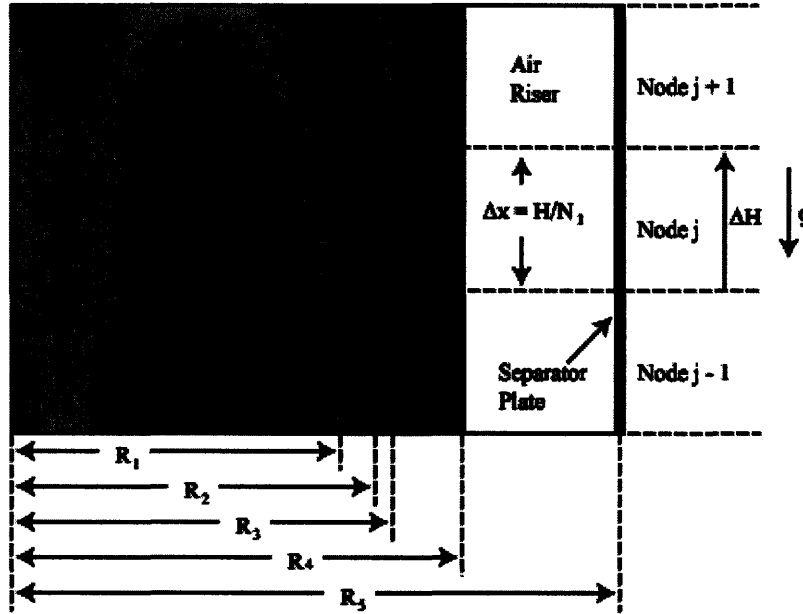 Air
Riser
Node j + 1
Δx = H/N₁
Node j
ΔH
g
Separator
Plate
Node j - 1
R₁
R₂
R₃
R₄
R₅